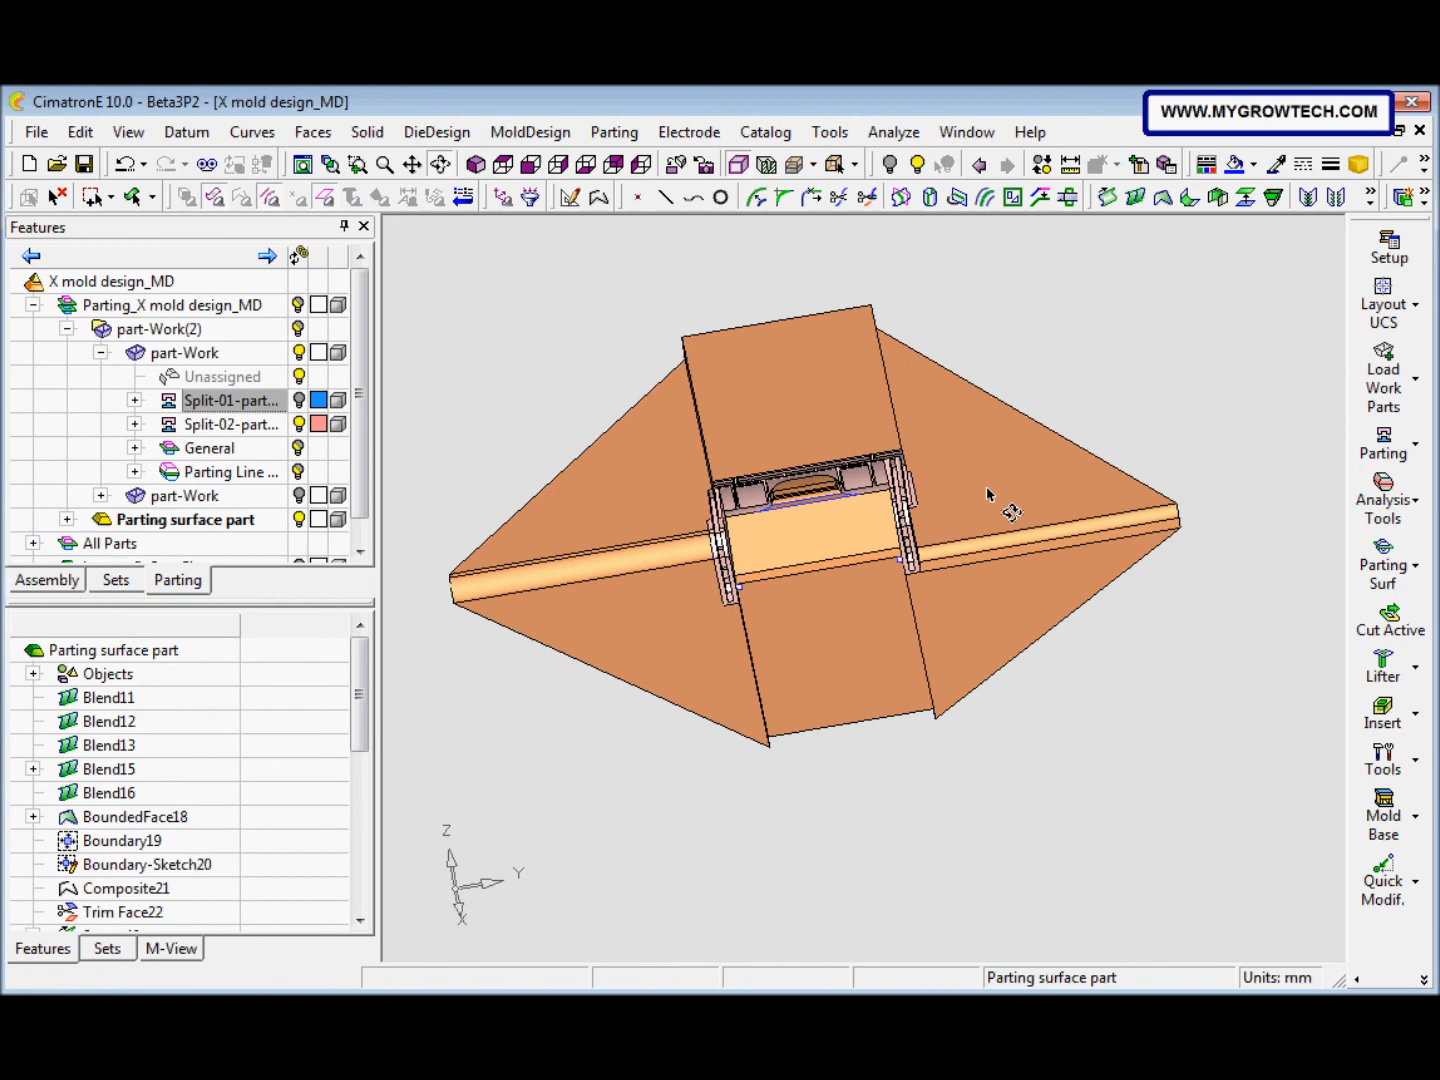 CimatronE 10.0 - Beta3P2 - [X mold design_MD]
WWW.MYGROWTECH.COM
File Edit View Datum Curves Faces Solid DieDesign MoldDesign Parting Electrode Catalog Tools Analyze Window Help
Features
X mold design_MD
Parting_X mold design_MD
part-Work(2)
part-Work
Unassigned
Split-01-part...
Split-02-part...
General
Parting Line ...
part-Work
Parting surface part
All Parts
Assembly Sets Parting
Parting surface part
Objects
Blend11
Blend12
Blend13
Blend15
Blend16
BoundedFace18
Boundary19
Boundary-Sketch20
Composite21
Trim Face22
Features Sets M-View
Z
Y
X
Setup
Layout
UCS
Load
Work
Parts
Parting
Analysis
Tools
Parting
Surf
Cut Active
Lifter
Insert
Tools
Mold
Base
Quick
Modif.
Parting surface part
Units: mm